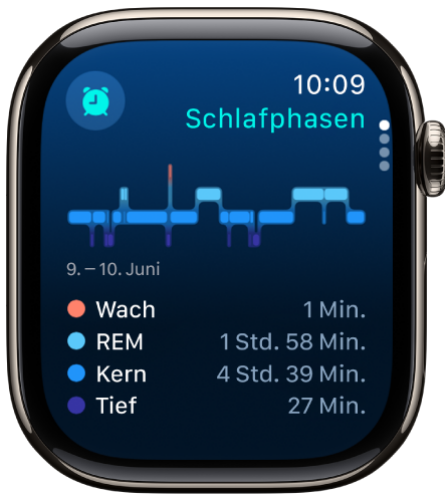 10:09
Schlafphasen
9. – 10. Juni
Wach 1 Min.
REM 1 Std. 58 Min.
Kern 4 Std. 39 Min.
Tief 27 Min.